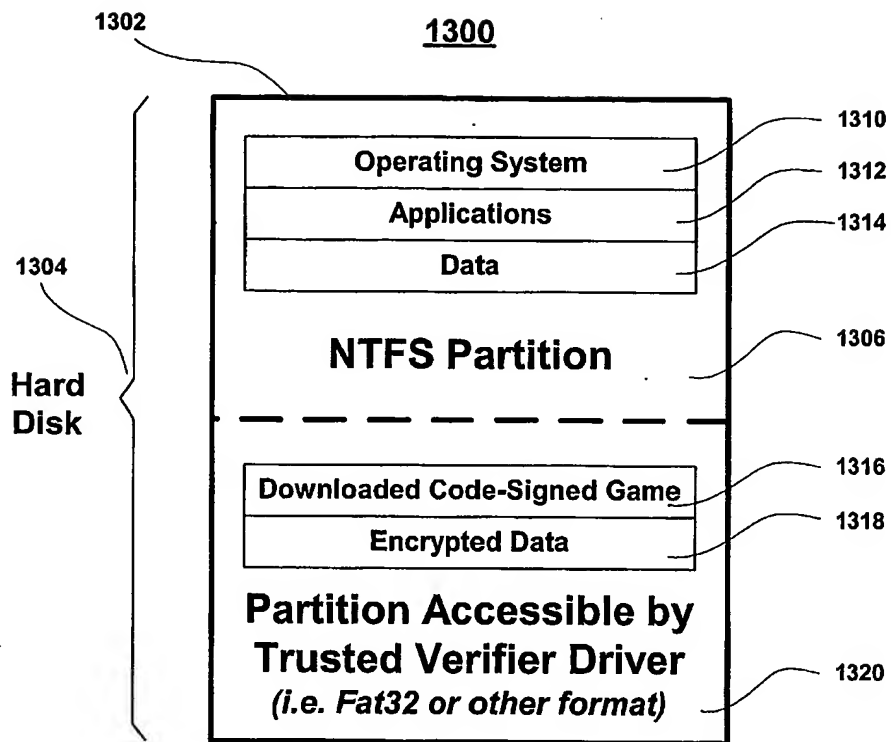 1300
1302
1304
Hard
Disk
Operating System
1310
Applications
1312
Data
1314
NTFS Partition
1306
Downloaded Code-Signed Game
1316
Encrypted Data
1318
Partition Accessible by
Trusted Verifier Driver
(i.e. Fat32 or other format)
1320